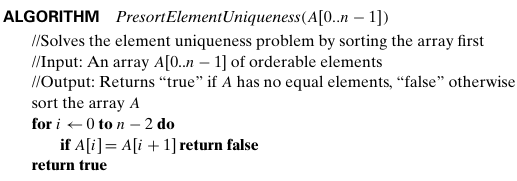 ALGORITHM PresortElementUniqueness(A[0..n − 1])
//Solves the element uniqueness problem by sorting the array first
//Input: An array A[0..n − 1] of orderable elements
//Output: Returns “true” if A has no equal elements, “false” otherwise
sort the array A
for i ← 0 to n − 2 do
if A[i] = A[i + 1] return false
return true